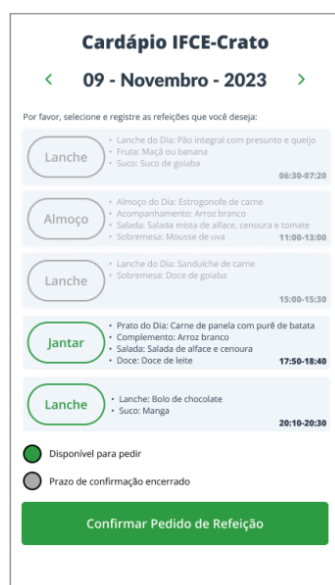 Cardápio IFCE-Crato
< 09 - Novembro - 2023 >
Por favor, selecione e registre as refeições que você deseja:
Lanche
• Lanche do Dia: Pão integral com presunto e queijo
• Fruta: Maçã ou banana
• Suco: Suco de goiaba
06:30-07:20
Almoço
• Almoço do Dia: Estrogonofe de carne
• Acompanhamento: Arroz branco
• Salada: Salada mista de alface, cenoura e tomate
• Sobremesa: Mousse de uva
11:00-13:00
Lanche
• Lanche do Dia: Sanduíche de carne
• Sobremesa: Doce de goiaba
15:00-15:30
Jantar
• Prato do Dia: Carne de panela com purê de batata
• Complemento: Arroz branco
• Salada: Salada de alface e cenoura
• Doce: Doce de leite
17:50-18:40
Lanche
• Lanche: Bolo de chocolate
• Suco: Manga
20:10-20:30
Disponível para pedir
Prazo de confirmação encerrado
Confirmar Pedido de Refeição